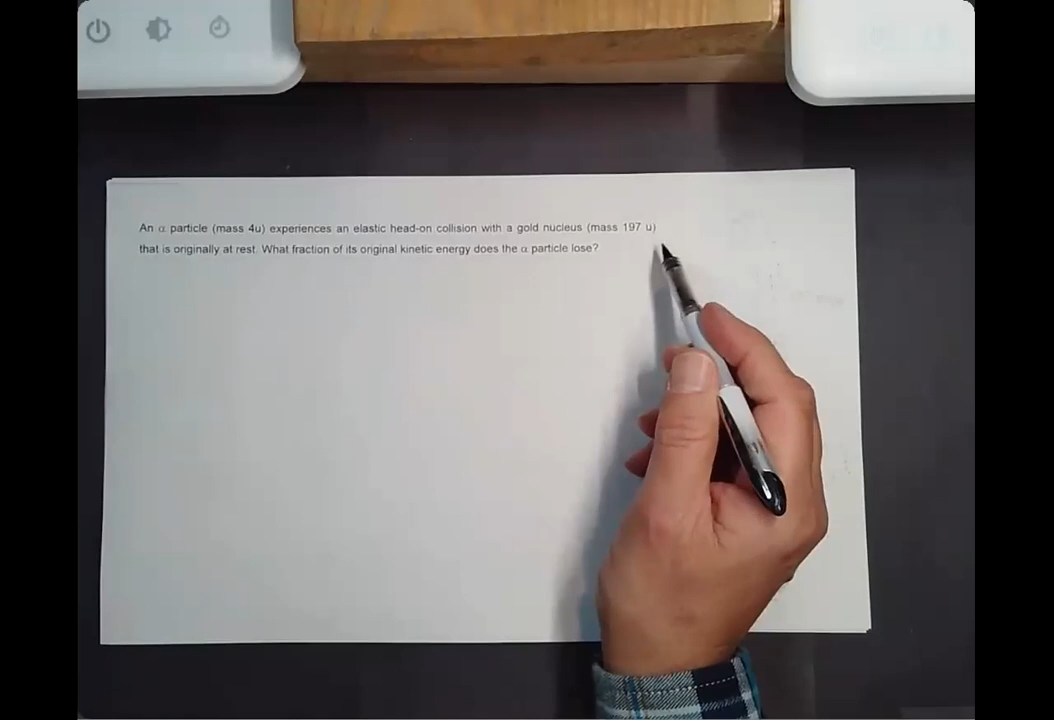 An α particle (mass 4u) experiences an elastic head-on collision with a gold nucleus (mass 197 u)
that is originally at rest. What fraction of its original kinetic energy does the α particle lose?